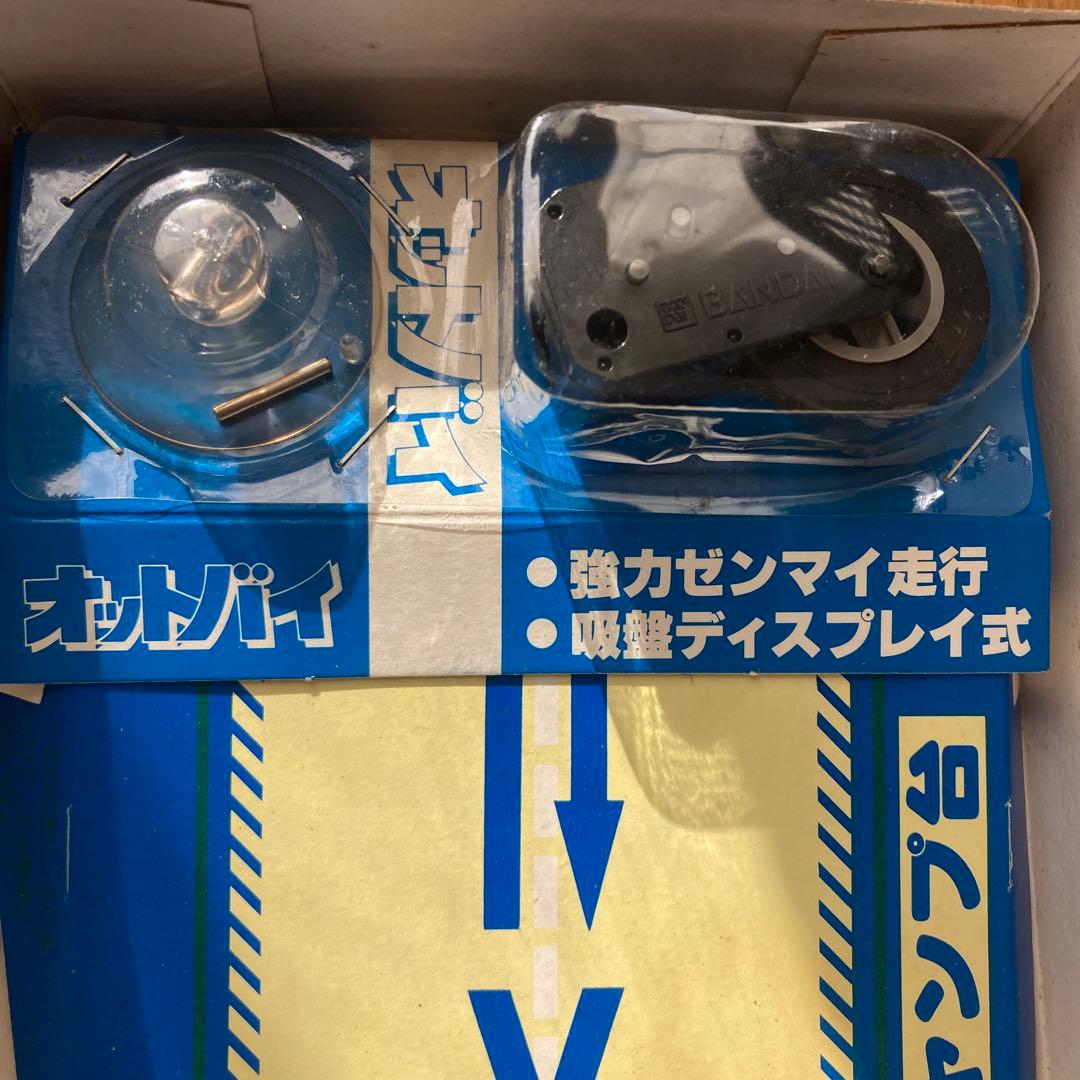 オットバイ
BANDAI
オットバイ
● 強力ゼンマイ走行
● 吸盤ディスプレイ式
ャンプ台